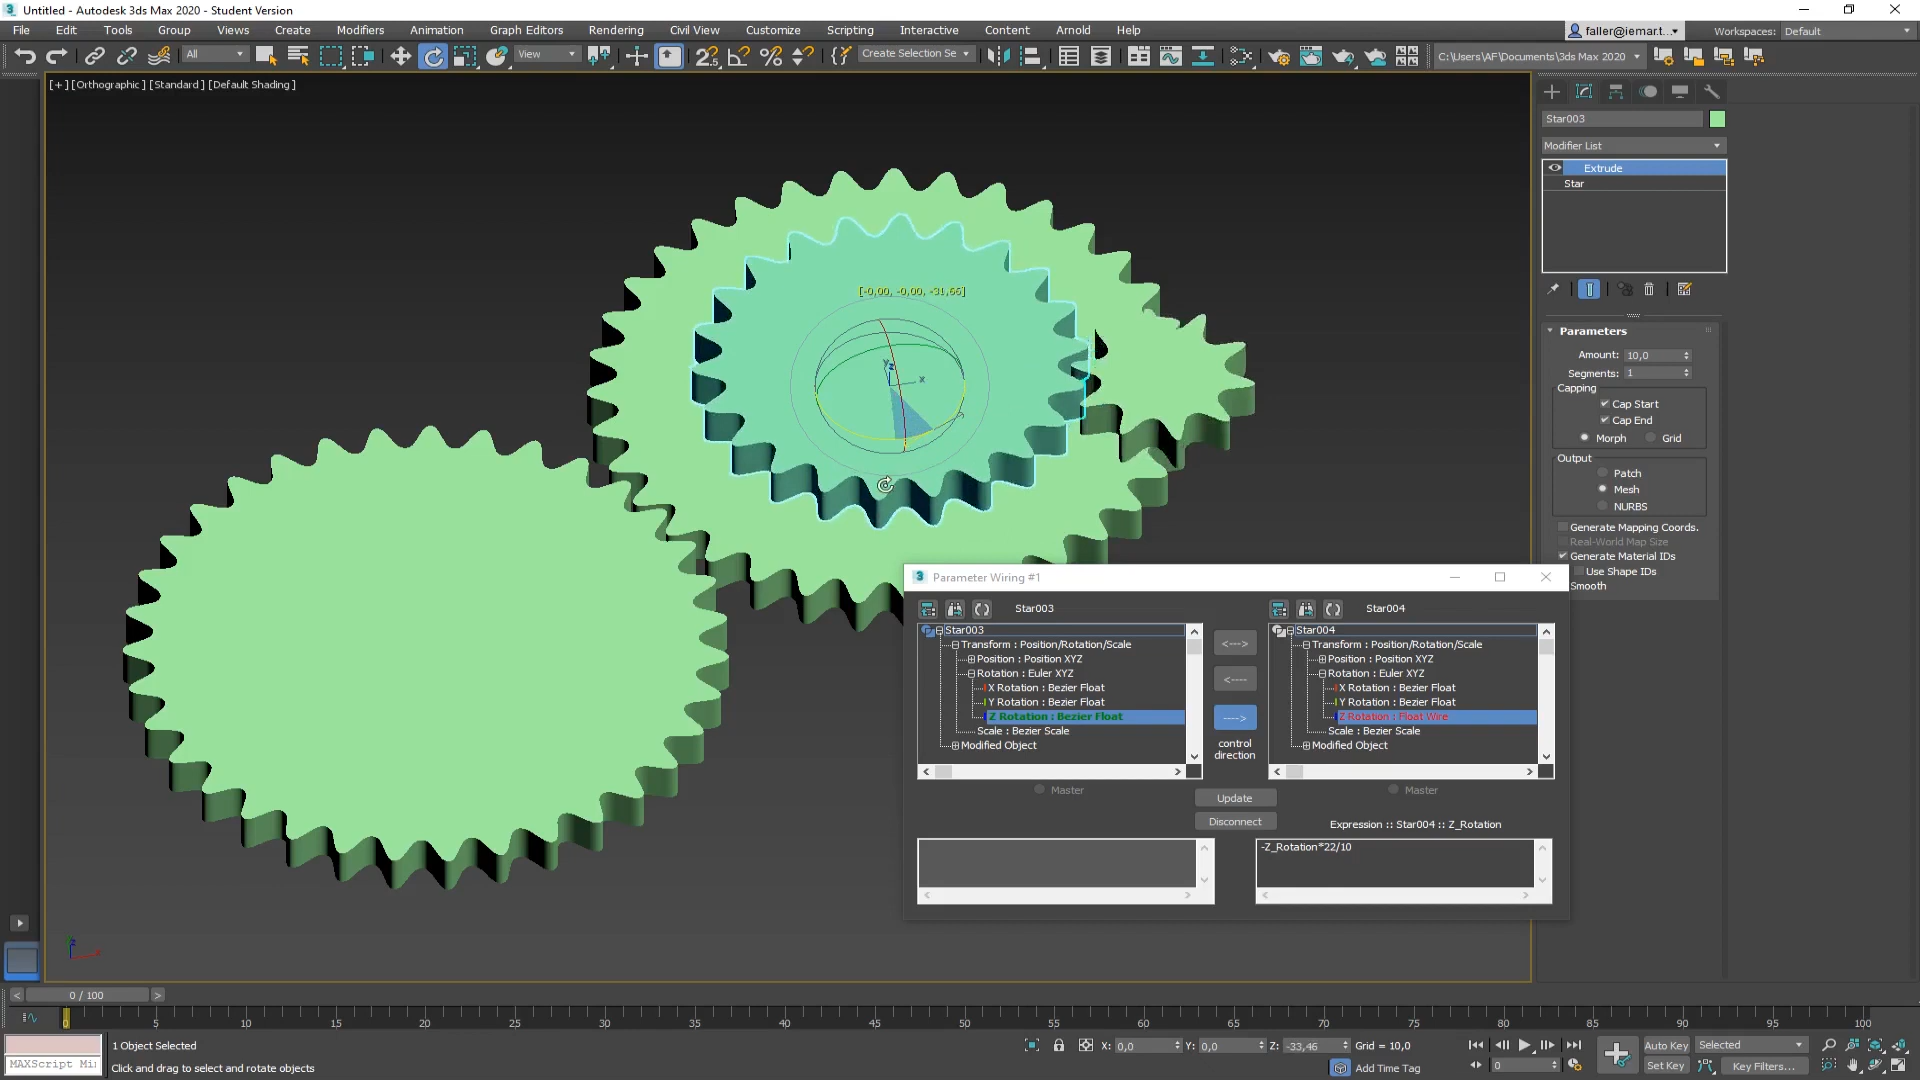 Untitled - Autodesk 3ds Max 2020 - Student Version
File Edit Tools Group Views Create Modifiers Animation Graph Editors Rendering Civil View Customize Scripting Interactive Content Arnold Help
faller@iemar.t... Workspaces: Default
All View Create Selection Se C:\Users\AF\Documents\3ds Max 2020
[+] [Orthographic] [Standard] [Default Shading]
Star003
Modifier List
Extrude
Star
[-0,00, -0,00, -31,66]
Parameters
Amount: 10,0
Segments: 1
Capping
Cap Start
Cap End
Morph Grid
Output
Patch
Mesh
NURBS
Generate Mapping Coords.
Real-World Map Size
Generate Material IDs
Use Shape IDs
Smooth
Parameter Wiring #1
Star003 Star004
Star003
Transform : Position/Rotation/Scale
Position : Position XYZ
Rotation : Euler XYZ
X Rotation : Bezier Float
Y Rotation : Bezier Float
Z Rotation : Bezier Float
Scale : Bezier Scale
Modified Object
<--->
<----
---->
control
direction
Star004
Transform : Position/Rotation/Scale
Position : Position XYZ
Rotation : Euler XYZ
X Rotation : Bezier Float
Y Rotation : Bezier Float
Z Rotation : Float Wire
Scale : Bezier Scale
Modified Object
Master Master
Update
Disconnect
Expression :: Star004 :: Z_Rotation
-Z_Rotation*22/10
x
0 / 100
0 5 10 15 20 25 30 35 40 45 50 55 60 65 70 75 80 85 90 95 100
1 Object Selected X: 0,0 Y: 0,0 Z: -33,46 Grid = 10,0 Auto Key Selected
MAXScript Mi Click and drag to select and rotate objects Add Time Tag 0 Set Key Key Filters...